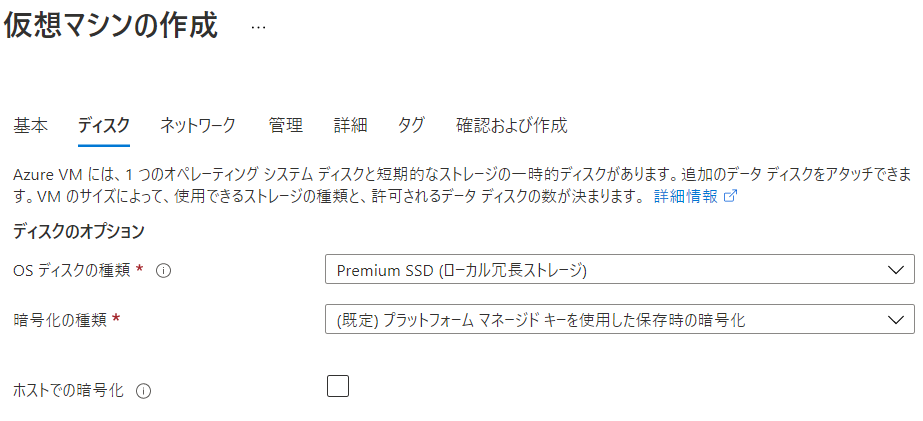 仮想マシンの作成 …
基本 ディスク ネットワーク 管理 詳細 タグ 確認および作成
Azure VM には、1 つのオペレーティング システム ディスクと短期的なストレージの一時的ディスクがあります。追加のデータ ディスクをアタッチできま
す。VM のサイズによって、使用できるストレージの種類と、許可されるデータ ディスクの数が決まります。 詳細情報
ディスクのオプション
OS ディスクの種類 * Premium SSD (ローカル冗長ストレージ)
暗号化の種類 * (既定) プラットフォーム マネージド キーを使用した保存時の暗号化
ホストでの暗号化